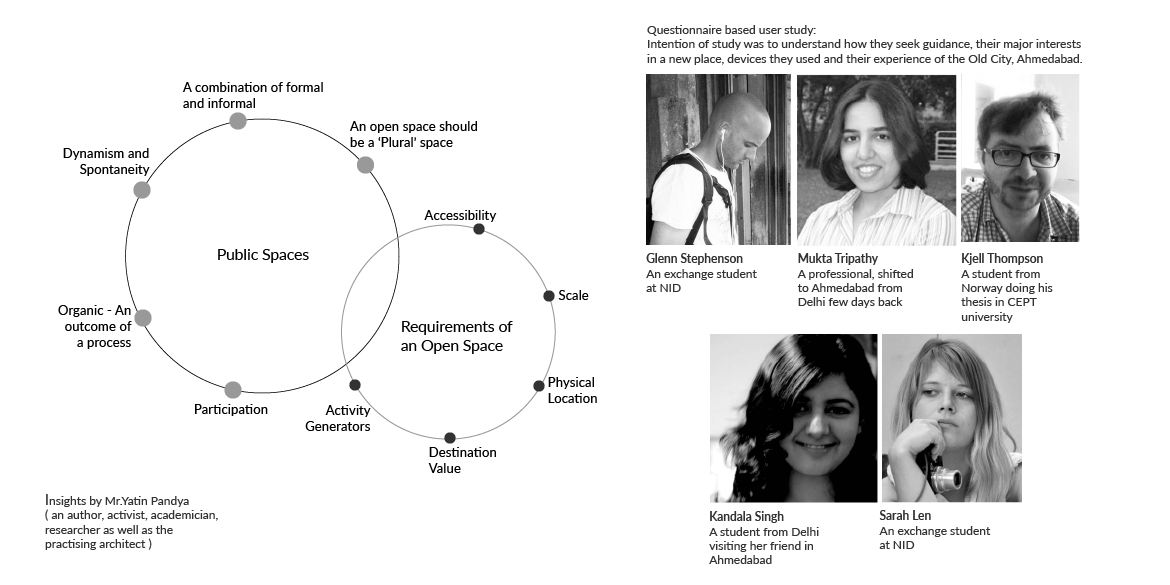 A combination of formal
and informal
An open space should
be a ‘Plural’ space
Dynamism and
Spontaneity
Public Spaces
Organic - An
outcome of
a process
Participation
Accessibility
Scale
Requirements of
an Open Space
Physical
Location
Activity
Generators
Destination
Value
Insights by Mr.Yatin Pandya
( an author, activist, academician,
researcher as well as the
practising architect )
Questionnaire based user study:
Intention of study was to understand how they seek guidance, their major interests
in a new place, devices they used and their experience of the Old City, Ahmedabad.
Glenn Stephenson
An exchange student
at NID
Mukta Tripathy
A professional, shifted
to Ahmedabad from
Delhi few days back
Kjell Thompson
A student from
Norway doing his
thesis in CEPT
university
Kandala Singh
A student from Delhi
visiting her friend in
Ahmedabad
Sarah Len
An exchange student
at NID